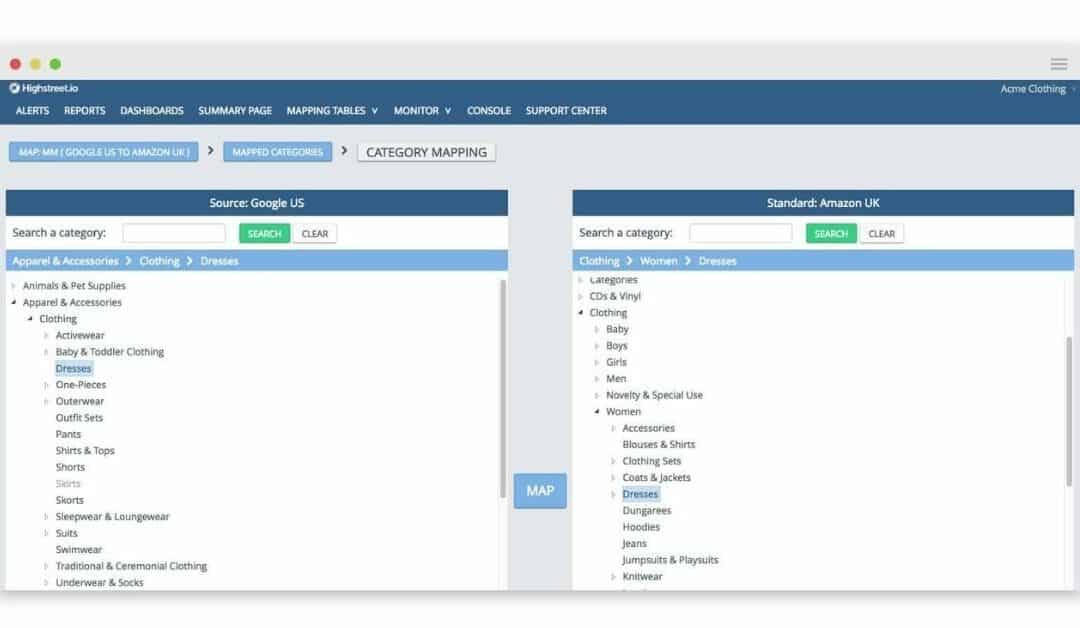 Highstreet.io
Acme Clothing
ALERTS REPORTS DASHBOARDS SUMMARY PAGE MAPPING TABLES MONITOR CONSOLE SUPPORT CENTER
MAP: MM ( GOOGLE US TO AMAZON UK ) > MAPPED CATEGORIES > CATEGORY MAPPING
Source: Google US
Search a category: SEARCH CLEAR
Apparel & Accessories > Clothing > Dresses
Animals & Pet Supplies
Apparel & Accessories
Clothing
Activewear
Baby & Toddler Clothing
Dresses
One-Pieces
Outerwear
Outfit Sets
Pants
Shirts & Tops
Shorts
Skirts
Skorts
Sleepwear & Loungewear
Suits
Swimwear
Traditional & Ceremonial Clothing
Underwear & Socks
MAP
Standard: Amazon UK
Search a category: SEARCH CLEAR
Clothing > Women > Dresses
Categories
CDs & Vinyl
Clothing
Baby
Boys
Girls
Men
Novelty & Special Use
Women
Accessories
Blouses & Shirts
Clothing Sets
Coats & Jackets
Dresses
Dungarees
Hoodies
Jeans
Jumpsuits & Playsuits
Knitwear